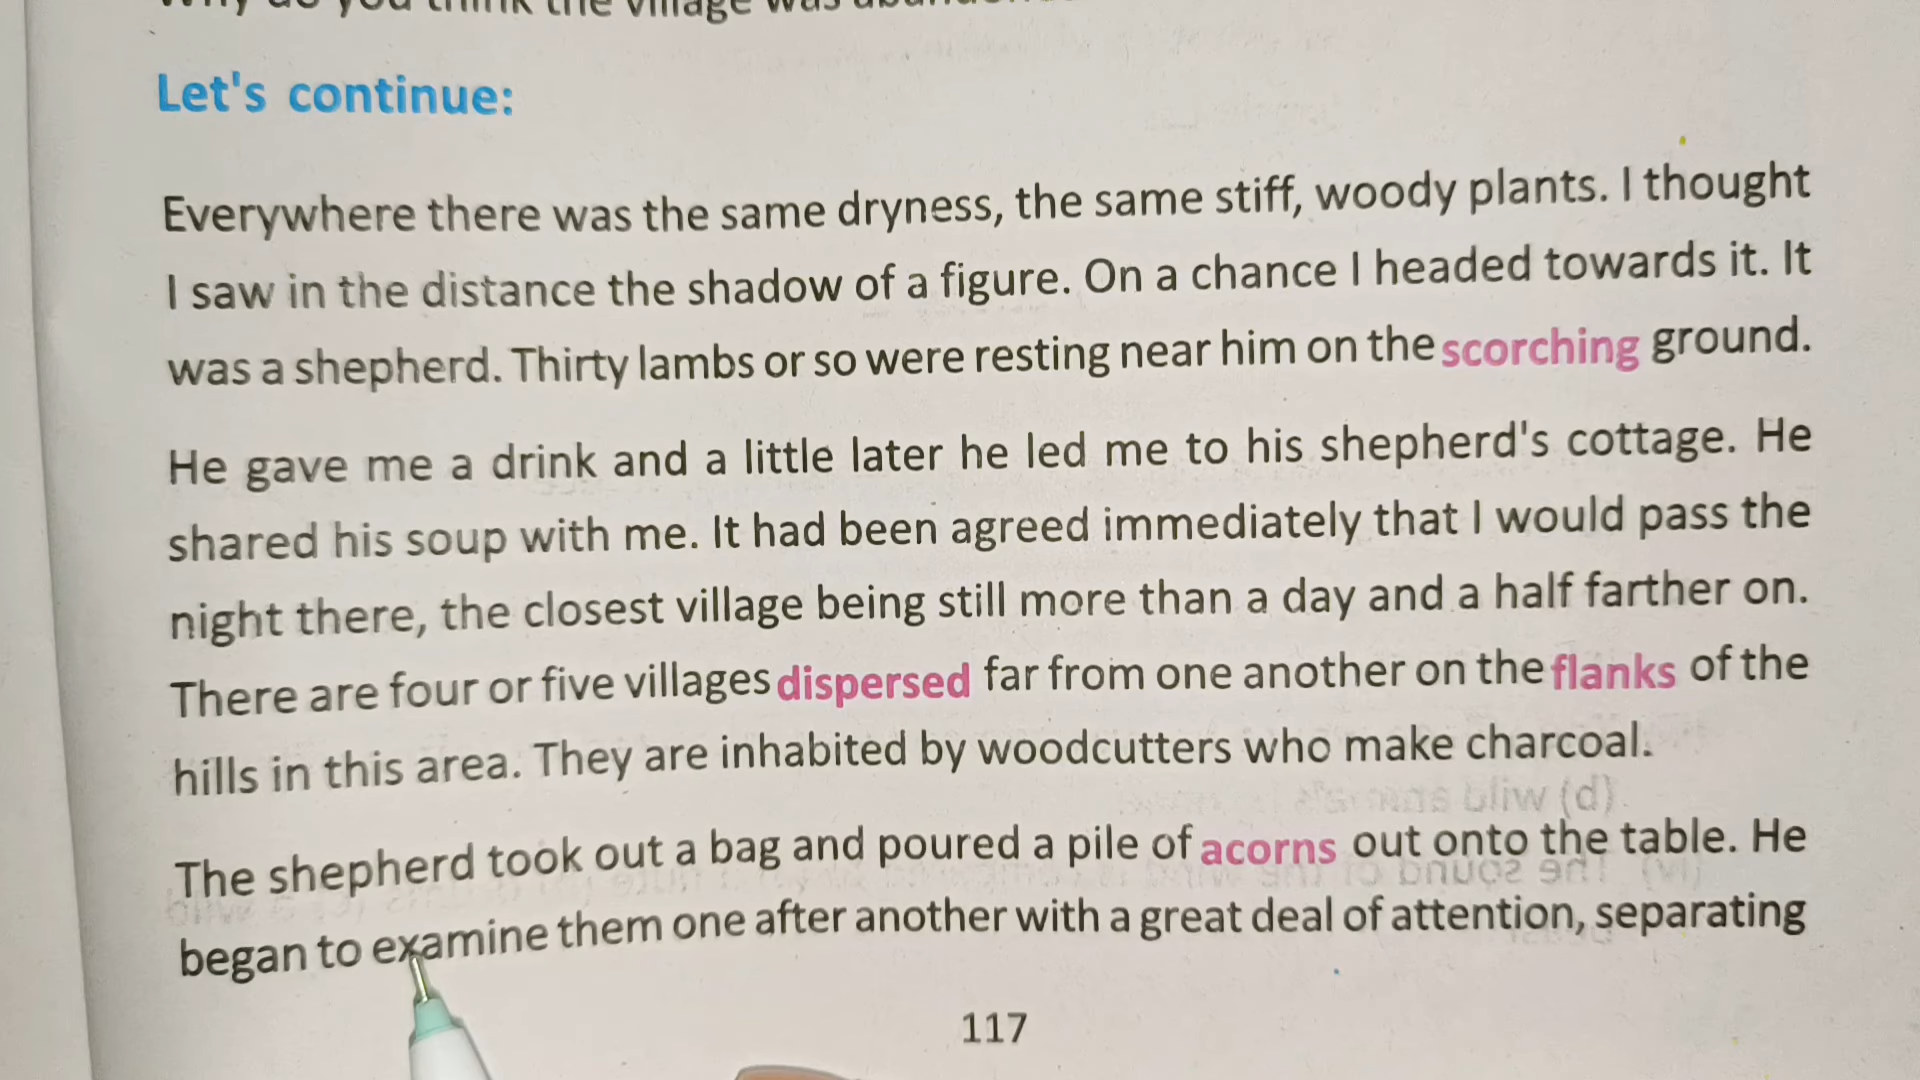 Why do you think the village was
Let's continue:
Everywhere there was the same dryness, the same stiff, woody plants. I thought
I saw in the distance the shadow of a figure. On a chance I headed towards it. It
was a shepherd. Thirty lambs or so were resting near him on the scorching ground.
He gave me a drink and a little later he led me to his shepherd's cottage. He
shared his soup with me. It had been agreed immediately that I would pass the
night there, the closest village being still more than a day and a half farther on.
There are four or five villages dispersed far from one another on the flanks of the
hills in this area. They are inhabited by woodcutters who make charcoal.
The shepherd took out a bag and poured a pile of acorns out onto the table. He
began to examine them one after another with a great deal of attention, separating
117